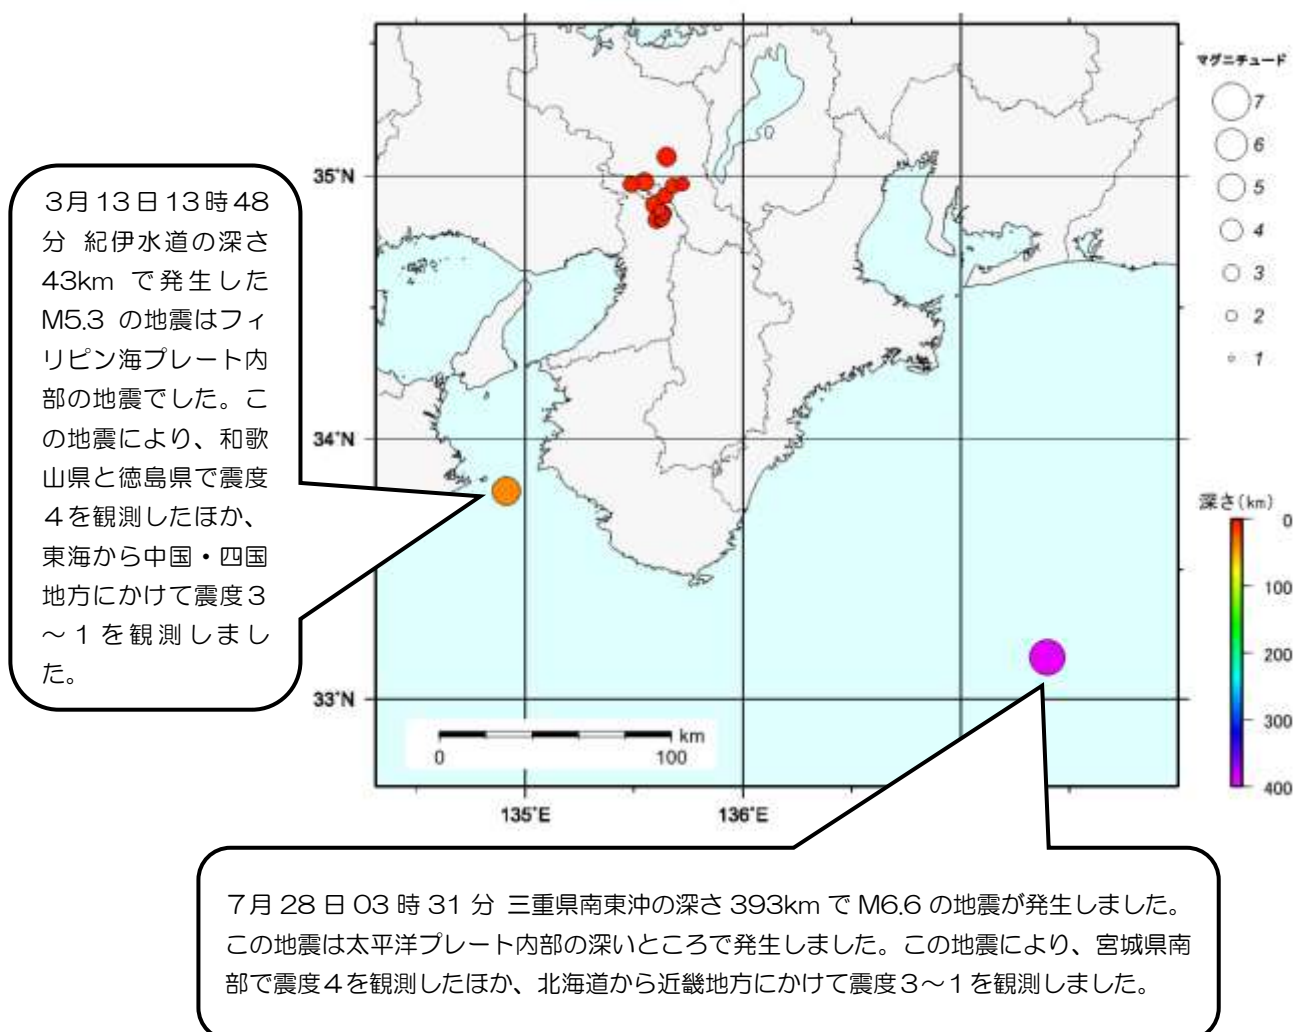 マグニチュード
7
6
5
4
3
2
1
35°N
34°N
33°N
135°E
136°E
km
0
100
深さ(km)
0
100
200
300
400
3月13日13時48
分 紀伊水道の深さ
43km で発生した
M5.3 の地震はフィ
リピン海プレート内
部の地震でした。こ
の地震により、和歌
山県と徳島県で震度
4を観測したほか、
東海から中国・四国
地方にかけて震度3
～1を観測しまし
た。
7月28日03時31分 三重県南東沖の深さ393kmでM6.6の地震が発生しました。
この地震は太平洋プレート内部の深いところで発生しました。この地震により、宮城県南
部で震度4を観測したほか、北海道から近畿地方にかけて震度3～1を観測しました。